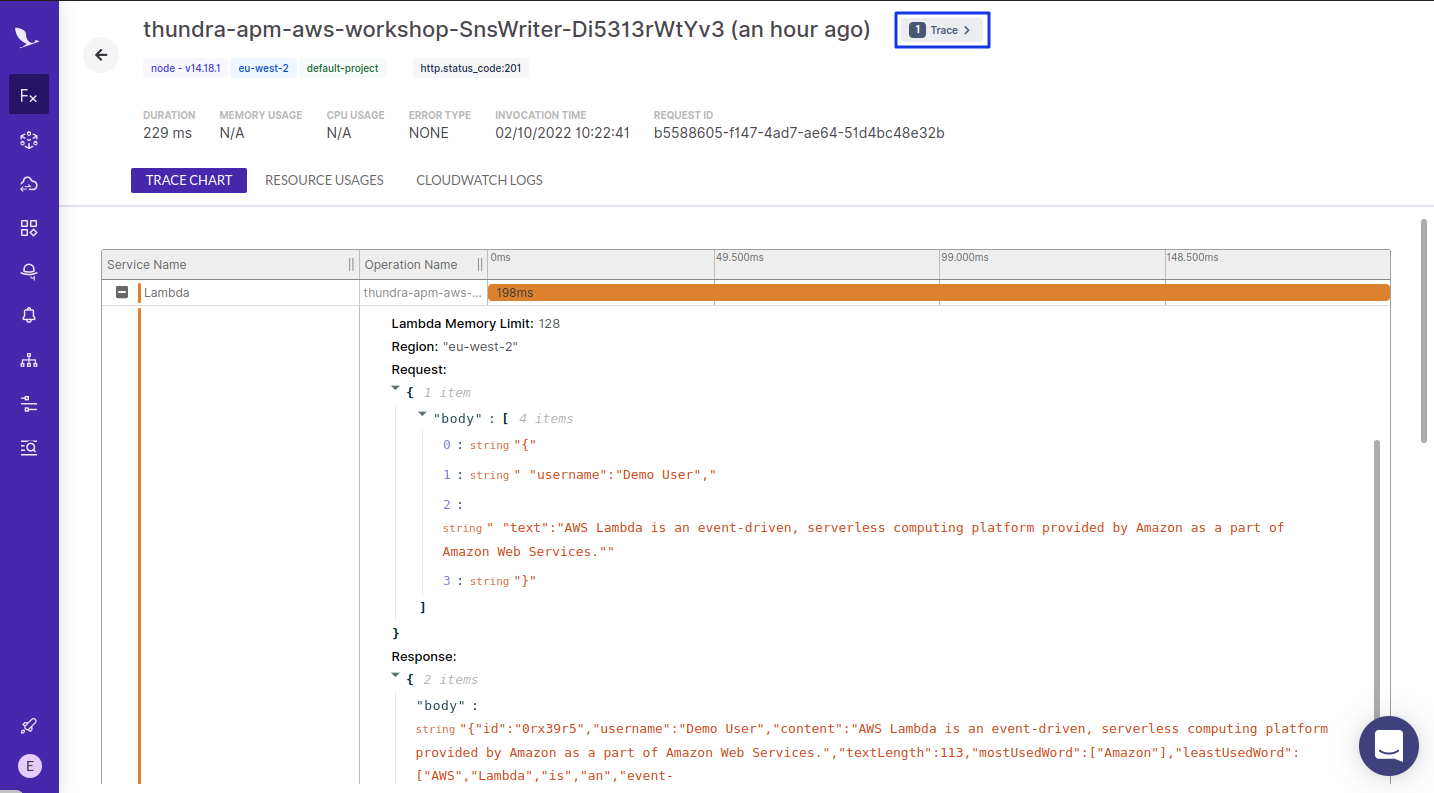 thundra-apm-aws-workshop-SnsWriter-Di5313rWtYv3 (an hour ago)
1 Trace
node - v14.18.1 eu-west-2 default-project http.status_code:201
DURATION MEMORY USAGE CPU USAGE ERROR TYPE INVOCATION TIME REQUEST ID
229 ms N/A N/A NONE 02/10/2022 10:22:41 b5588605-f147-4ad7-ae64-51d4bc48e32b
Fx
TRACE CHART RESOURCE USAGES CLOUDWATCH LOGS
Service Name Operation Name 0ms 49.500ms 99.000ms 148.500ms
Lambda thundra-apm-aws-... 198ms
Lambda Memory Limit: 128
Region: "eu-west-2"
Request:
{ 1 item
"body" : [ 4 items
0 : string "{"
1 : string " "username":"Demo User","
2 :
string " "text":"AWS Lambda is an event-driven, serverless computing platform provided by Amazon as a part of
Amazon Web Services.""
3 : string "}"
]
}
Response:
{ 2 items
"body" :
string "{"id":"0rx39r5","username":"Demo User","content":"AWS Lambda is an event-driven, serverless computing platform
provided by Amazon as a part of Amazon Web Services.","textLength":113,"mostUsedWord":["Amazon"],"leastUsedWord":
["AWS","Lambda","is","an","event-
E